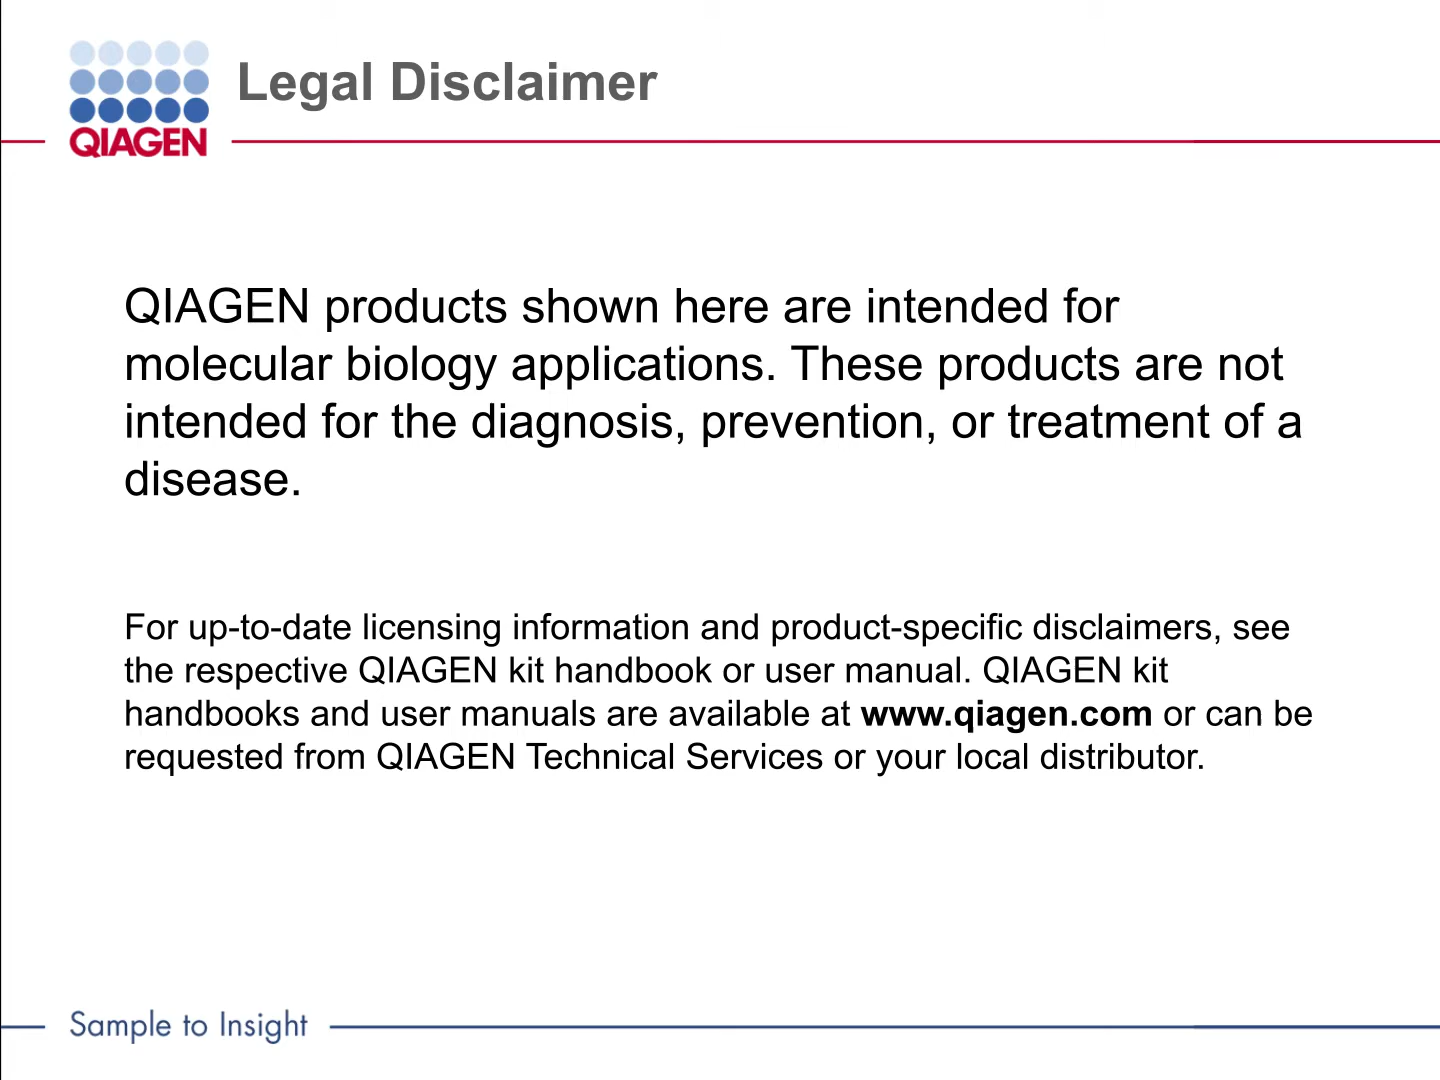 Legal Disclaimer
QIAGEN
QIAGEN products shown here are intended for
molecular biology applications. These products are not
intended for the diagnosis, prevention, or treatment of a
disease.
For up-to-date licensing information and product-specific disclaimers, see
the respective QIAGEN kit handbook or user manual. QIAGEN kit
handbooks and user manuals are available at www.qiagen.com or can be
requested from QIAGEN Technical Services or your local distributor.
Sample to Insight